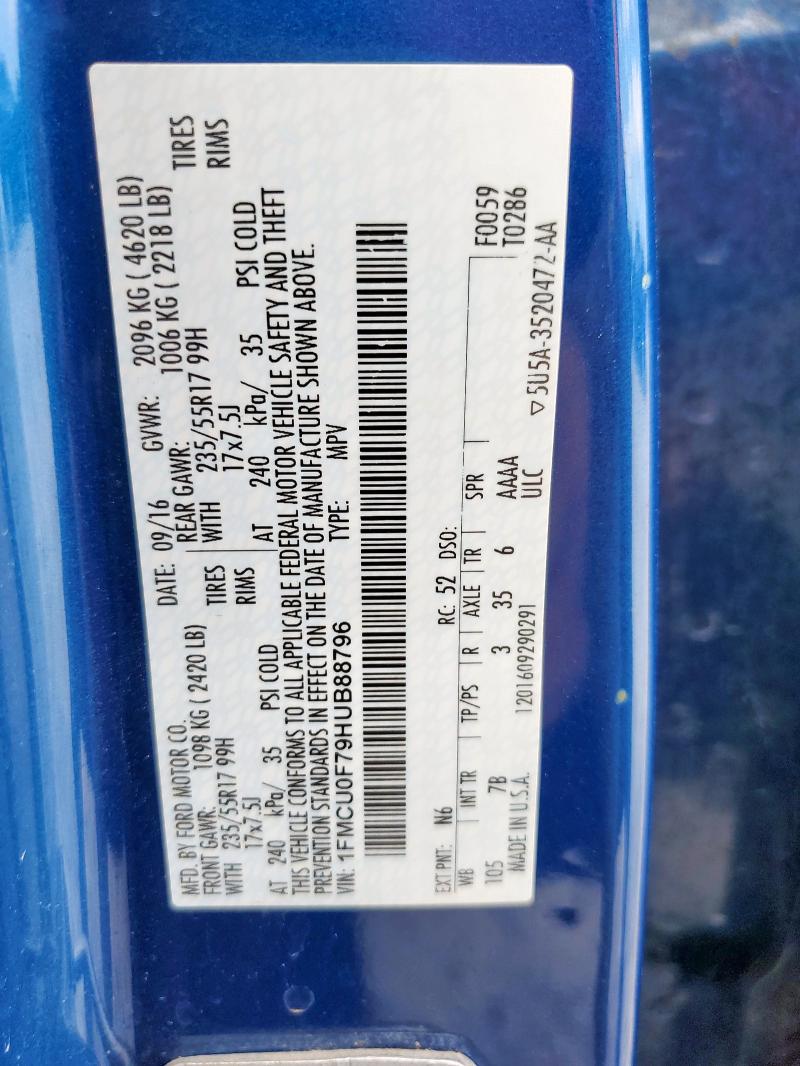 MFD. BY FORD MOTOR CO. DATE: 09/16 GVWR: 2096 KG ( 4620 LB)
FRONT GAWR: 1098 KG ( 2420 LB) REAR GAWR: 1006 KG ( 2218 LB)
WITH 235/55R17 99H TIRES WITH 235/55R17 99H TIRES
17x7.5J RIMS 17x7.5J RIMS
AT 240 kPa/ 35 PSI COLD AT 240 kPa/ 35 PSI COLD
THIS VEHICLE CONFORMS TO ALL APPLICABLE FEDERAL MOTOR VEHICLE SAFETY AND THEFT
PREVENTION STANDARDS IN EFFECT ON THE DATE OF MANUFACTURE SHOWN ABOVE.
VIN: 1FMCU0F79HUB88796 TYPE: MPV
EXT PNT: N6 RC: 52 DSO: F0059
WB INT TR TP/PS R AXLE TR SPR T0286
105 7B 3 35 6 AAAA
MADE IN U.S.A. 1201609290291 ULC ▽5U5A-3520472-AA